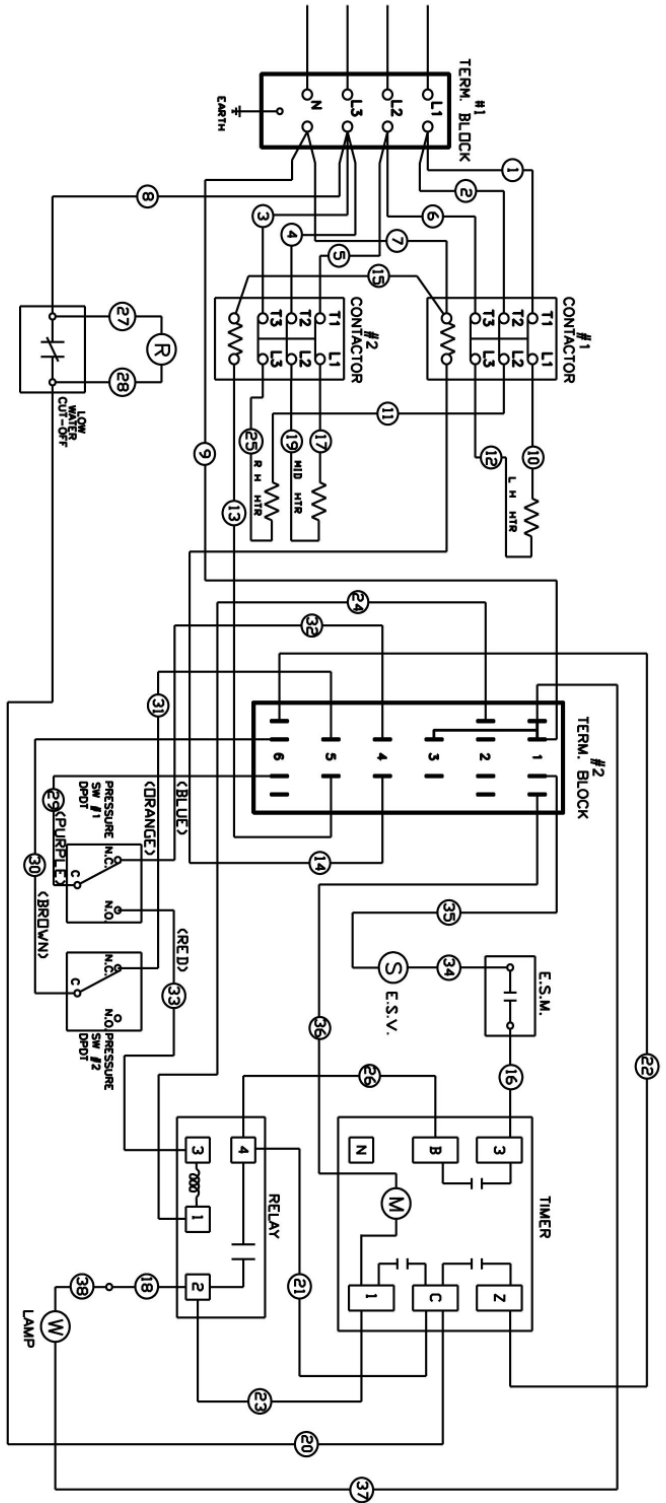 #1
TERM. BLOCK
L1
L2
L3
N
EARTH
1
2
6
7
5
4
3
8
9
15
#1
CONTACTOR
T1
T2
T3
L1
L2
L3
#2
CONTACTOR
T1
T2
T3
L1
L2
L3
27
R
28
LOW
WATER
CUT-OFF
10
12
L H HTR
11
17
19
MID HTR
25
R H HTR
13
24
32
31
22
#2
TERM. BLOCK
1
2
3
4
5
6
14
35
36
(BLUE)
(ORANGE)
PRESSURE
SW #1
DPDT
29
(PURPLE)
30
(BROWN)
N.C.
C
N.O.
(RED)
33
N.C.
C
N.O.
PRESSURE
SW #2
DPDT
E.S.M.
34
S
E.S.V.
16
26
TIMER
3
B
N
M
Z
C
1
RELAY
4
3
1
2
21
23
18
38
W
LAMP
20
37